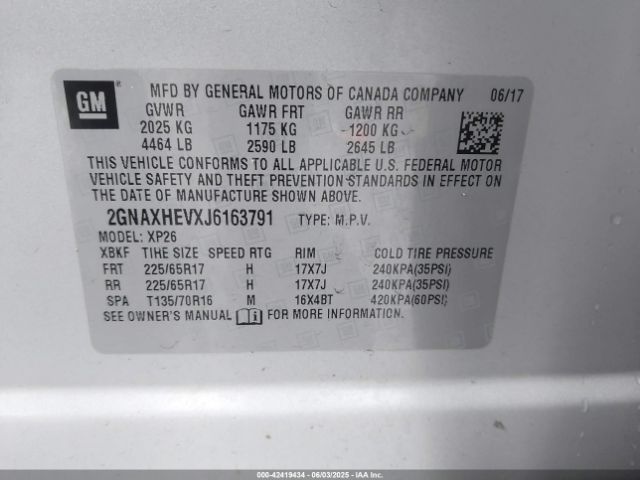 GM
MFD BY GENERAL MOTORS OF CANADA COMPANY 06/17
GVWR GAWR FRT GAWR RR
2025 KG 1175 KG 1200 KG
4464 LB 2590 LB 2645 LB
THIS VEHICLE CONFORMS TO ALL APPLICABLE U.S. FEDERAL MOTOR
VEHICLE SAFETY AND THEFT PREVENTION STANDARDS IN EFFECT ON
THE DATE OF MANUFACTURE SHOWN ABOVE.
2GNAXHEVXJ6163791 TYPE: M.P.V.
MODEL: XP26
XBKF TIRE SIZE SPEED RTG RIM COLD TIRE PRESSURE
FRT 225/65R17 H 17X7J 240KPA(35PSI)
RR 225/65R17 H 17X7J 240KPA(35PSI)
SPA T135/70R16 M 16X4BT 420KPA(60PSI)
SEE OWNER'S MANUAL FOR MORE INFORMATION.
000-42419434 - 06/03/2025 - COPART.COM